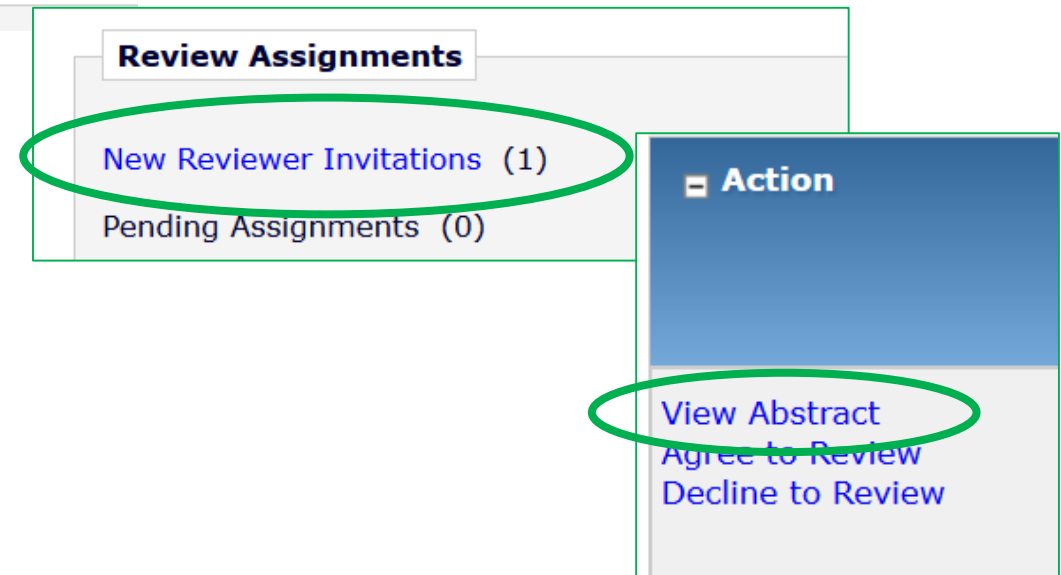 Review Assignments
New Reviewer Invitations (1)
Pending Assignments (0)
Action
View Abstract
Agree to Review
Decline to Review